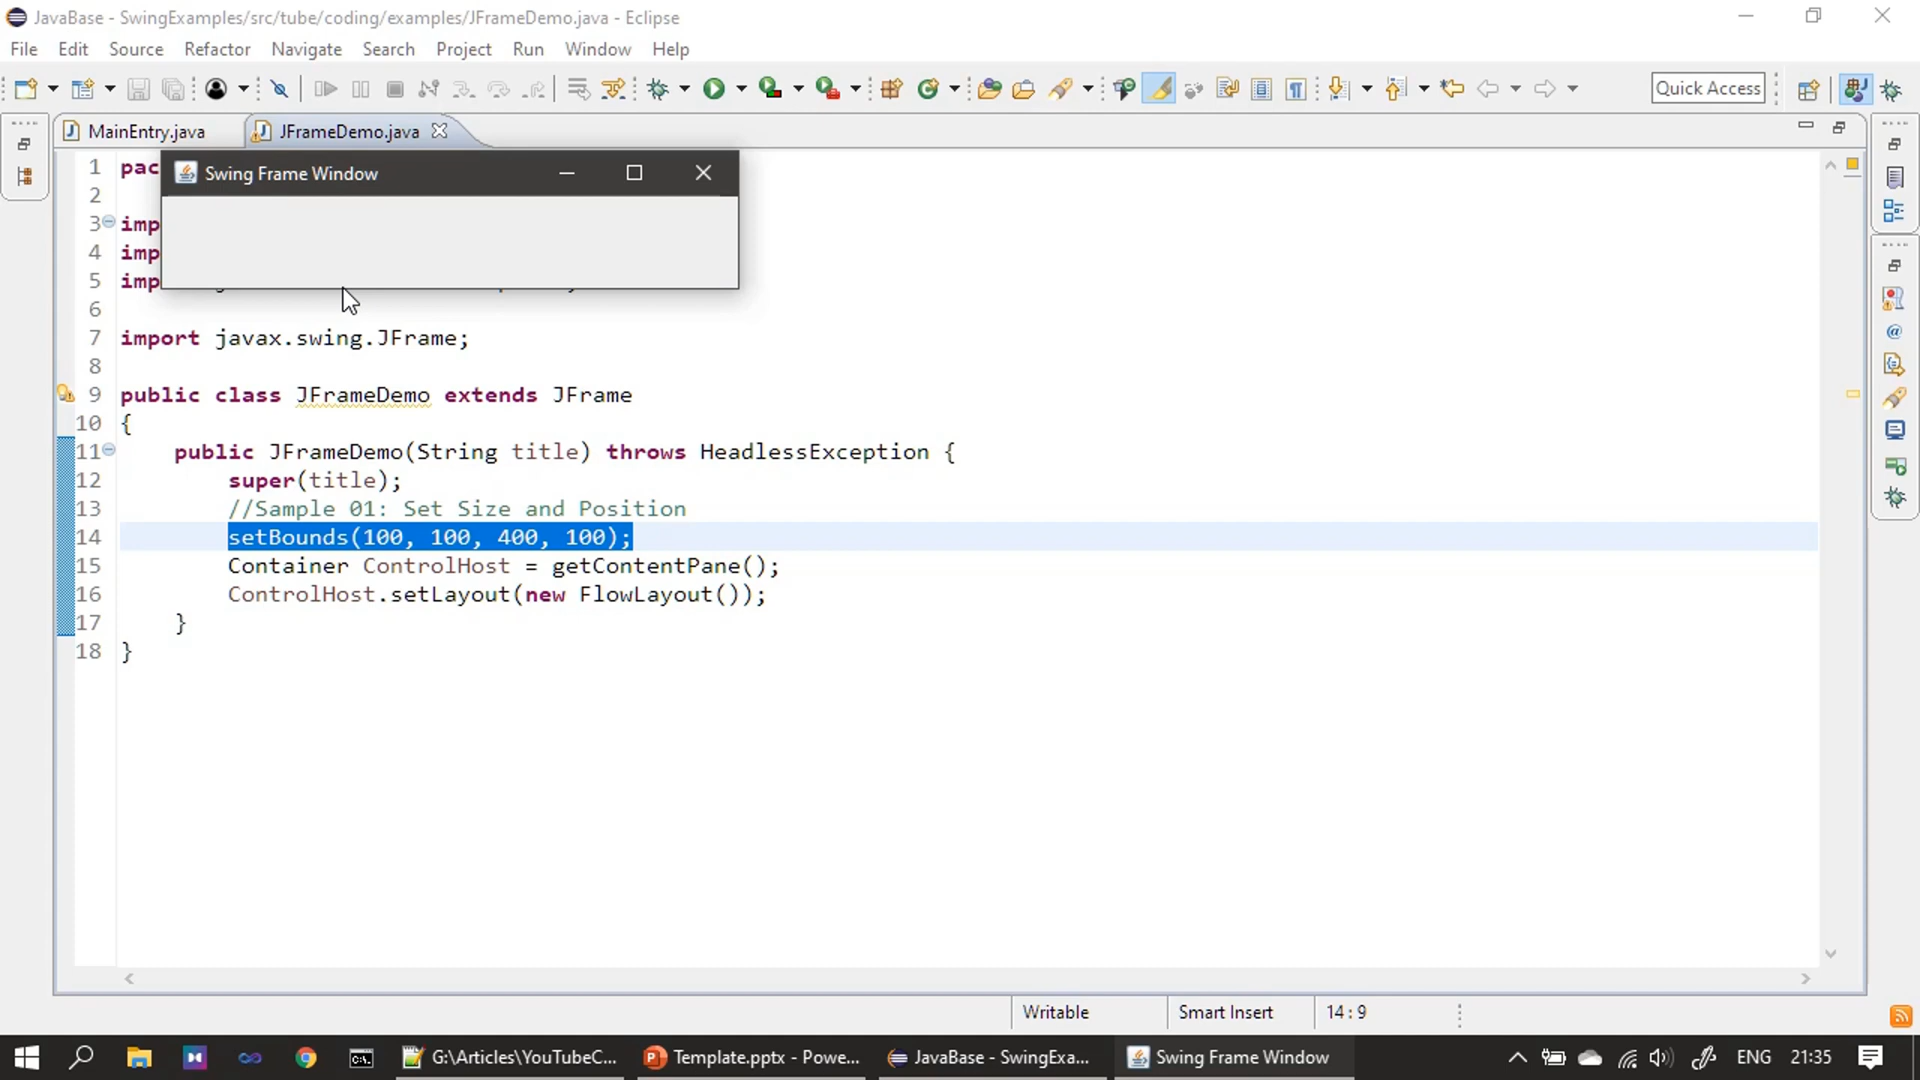 JavaBase - SwingExamples/src/tube/coding/examples/JFrameDemo.java - Eclipse
File Edit Source Refactor Navigate Search Project Run Window Help
Quick Access
MainEntry.java JFrameDemo.java
Swing Frame Window
1 pac
2
3 imp
4 imp
5 imp
6
7 import javax.swing.JFrame;
8
9 public class JFrameDemo extends JFrame
10 {
11 public JFrameDemo(String title) throws HeadlessException {
12 super(title);
13 //Sample 01: Set Size and Position
14 setBounds(100, 100, 400, 100);
15 Container ControlHost = getContentPane();
16 ControlHost.setLayout(new FlowLayout());
17 }
18 }
Writable Smart Insert 14 : 9
G:\Articles\YouTubeC... Template.pptx - Powe... JavaBase - SwingExa... Swing Frame Window ENG 21:35